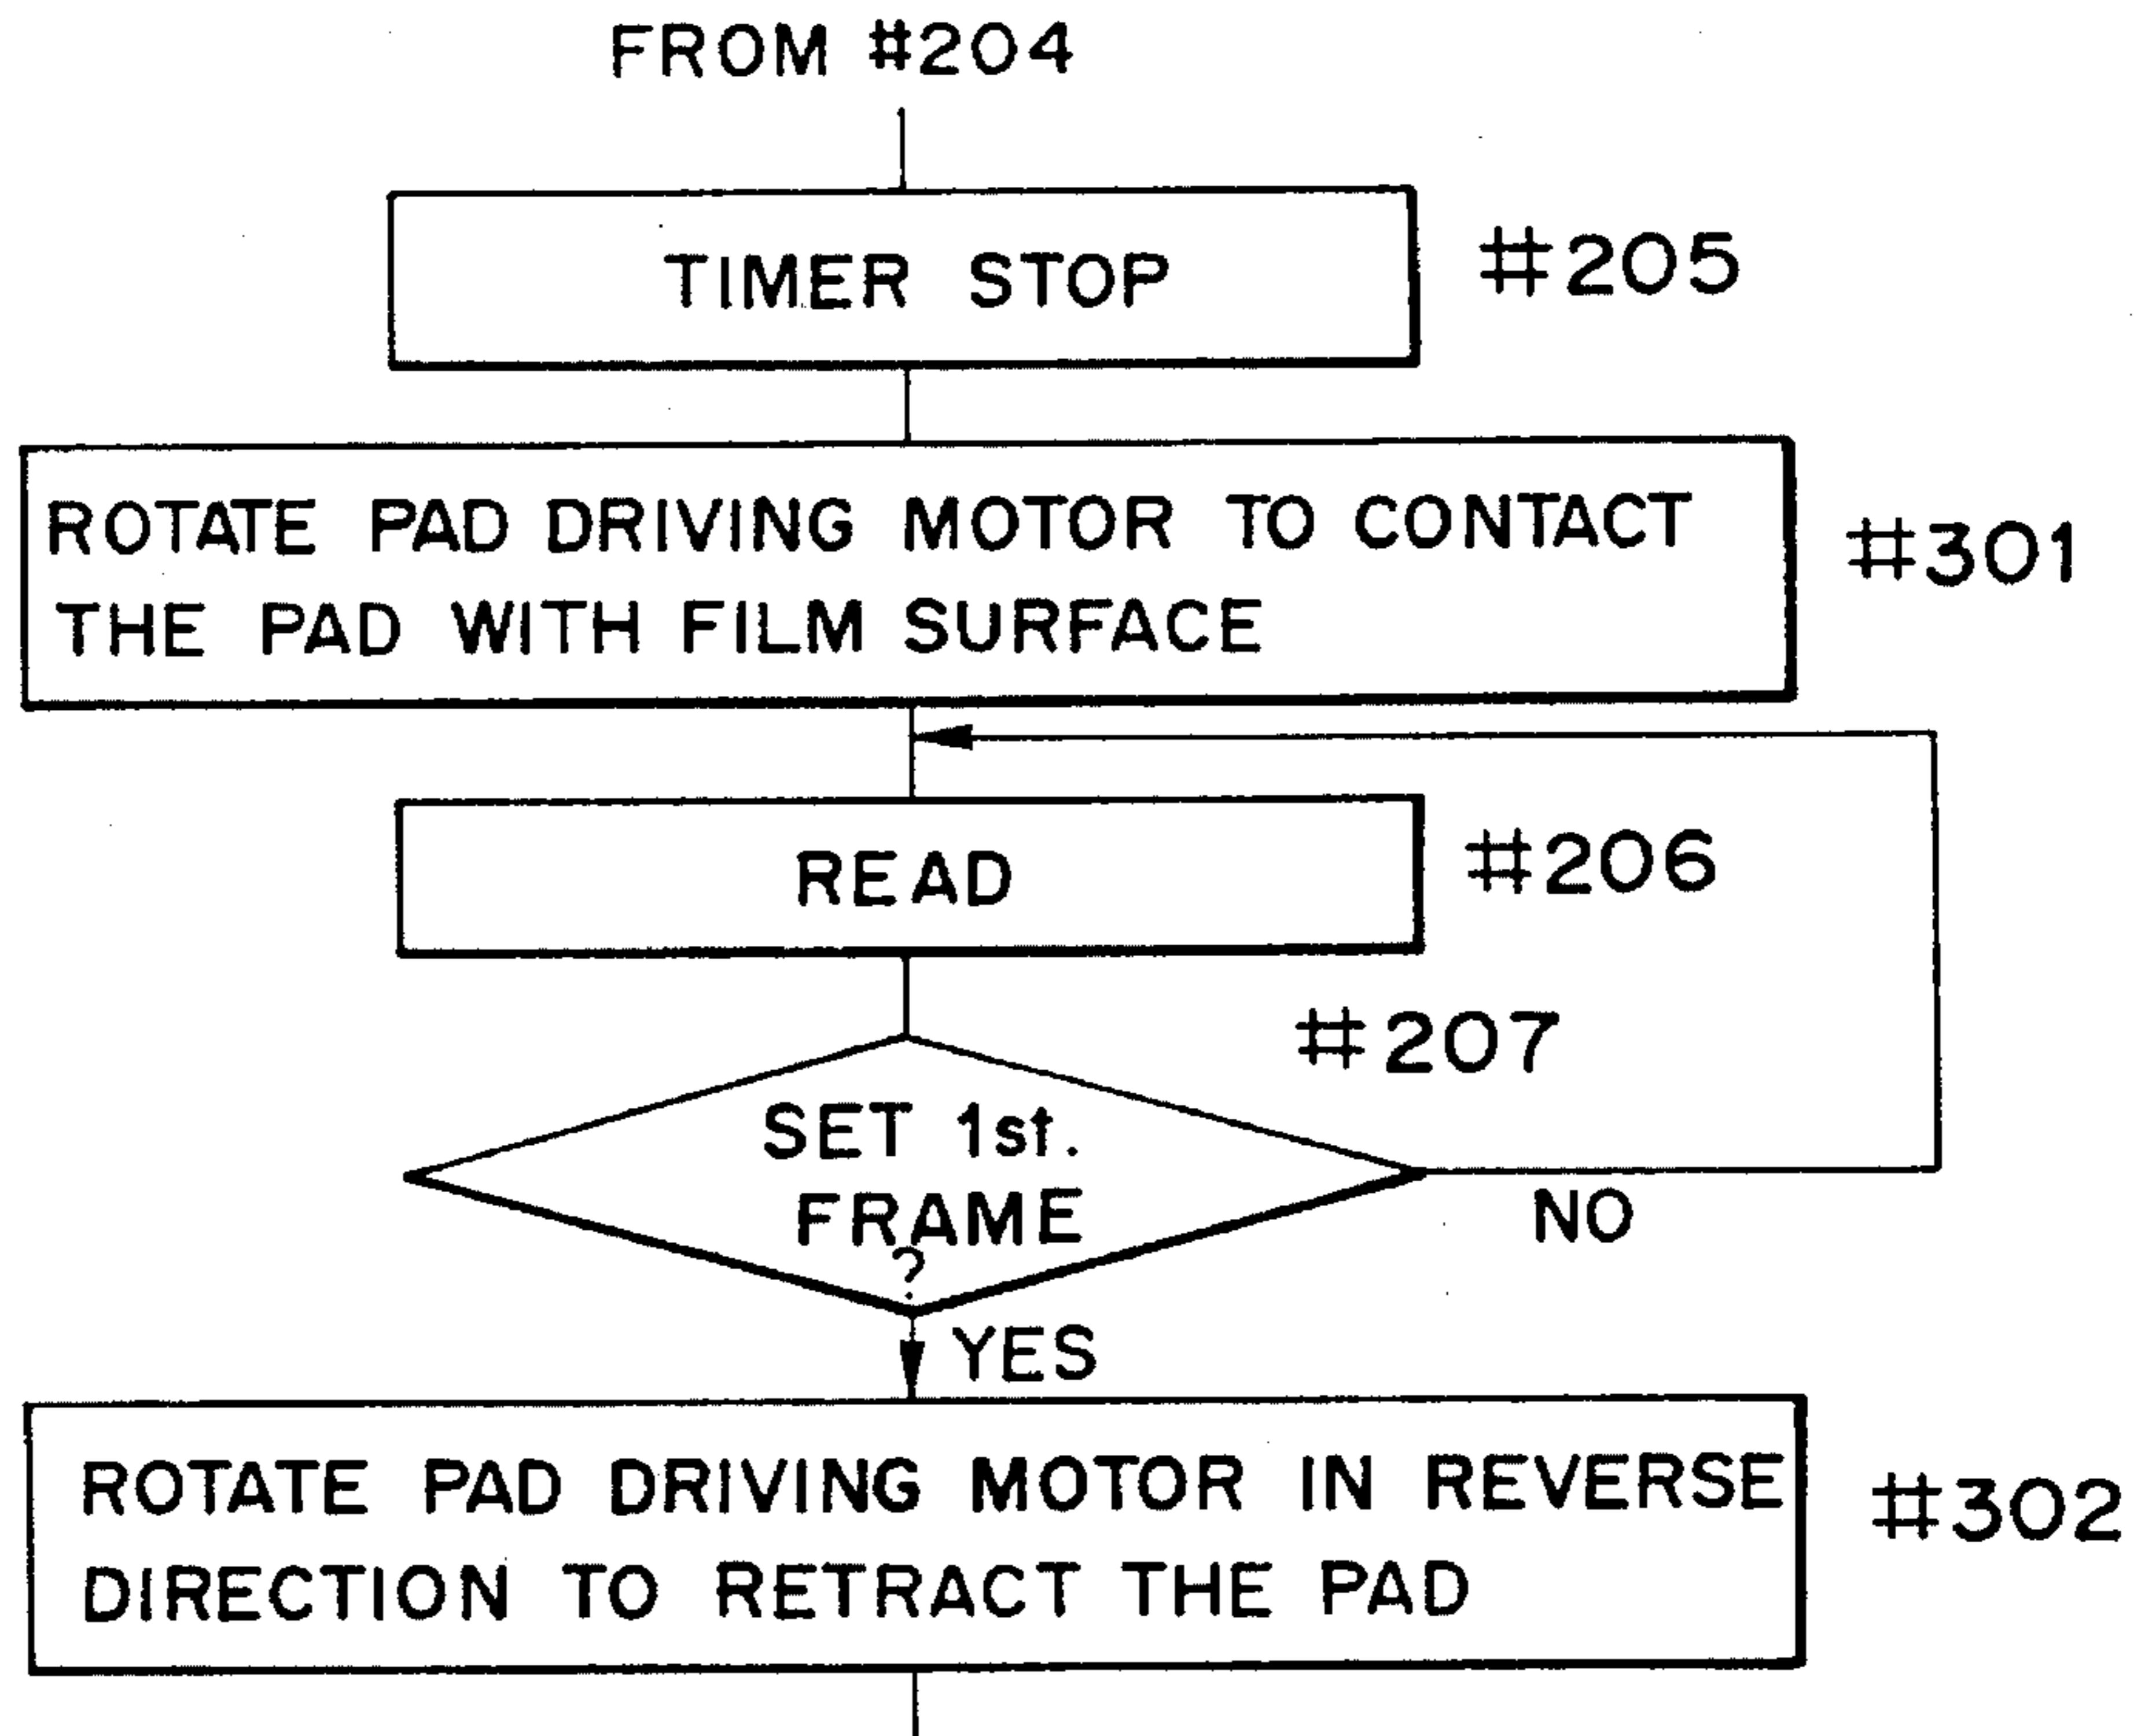 FROM #204
TIMER STOP
#205
ROTATE PAD DRIVING MOTOR TO CONTACT
THE PAD WITH FILM SURFACE
#301
READ
#206
#207
SET 1st.
FRAME
?
NO
YES
ROTATE PAD DRIVING MOTOR IN REVERSE
DIRECTION TO RETRACT THE PAD
#302